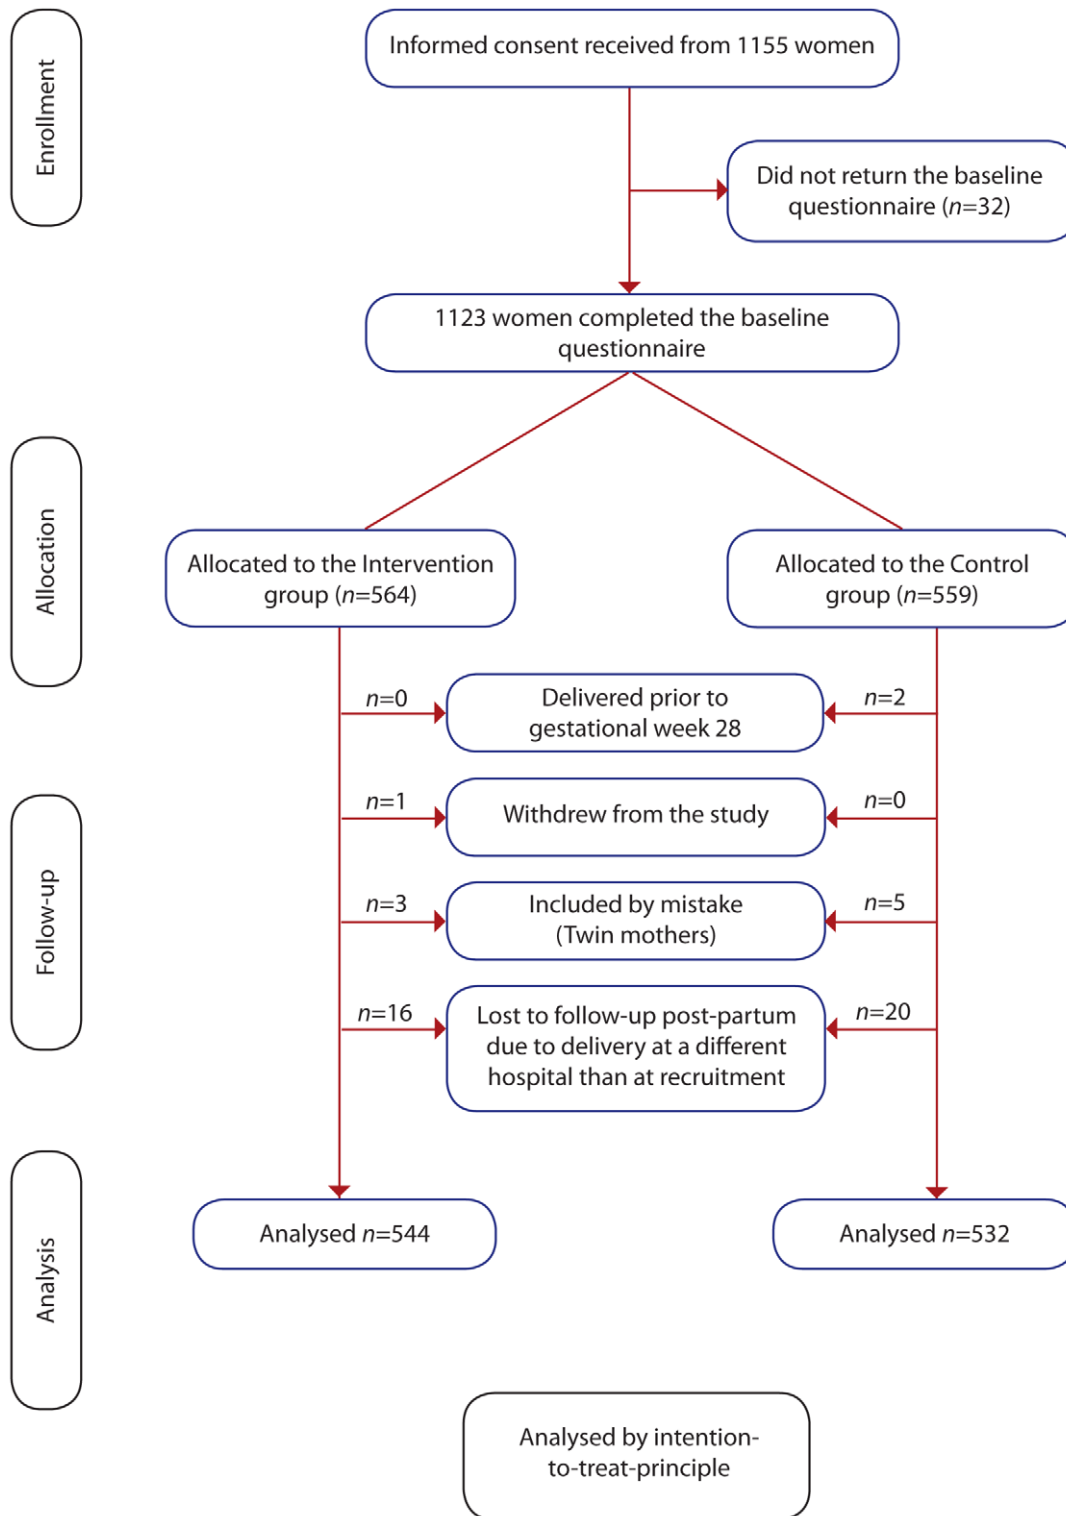 Enrollment
Informed consent received from 1155 women
Did not return the baseline
questionnaire (n=32)
1123 women completed the baseline
questionnaire
Allocation
Allocated to the Intervention
group (n=564)
Allocated to the Control
group (n=559)
n=0
Delivered prior to
gestational week 28
n=2
Follow-up
n=1
Withdrew from the study
n=0
n=3
Included by mistake
(Twin mothers)
n=5
n=16
Lost to follow-up post-partum
due to delivery at a different
hospital than at recruitment
n=20
Analysis
Analysed n=544
Analysed n=532
Analysed by intention-
to-treat-principle